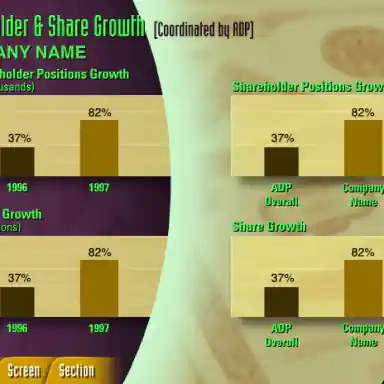 lder & Share Growth [Coordinated by ADP]
ANY NAME
eholder Positions Growth
ousands)
37%
82%
1996
1997
Growth
ons)
37%
82%
1996
1997
Screen
Section
Shareholder Positions Grow
37%
82%
ADP Overall
Company Name
Share Growth
37%
82%
ADP Overall
Company Name